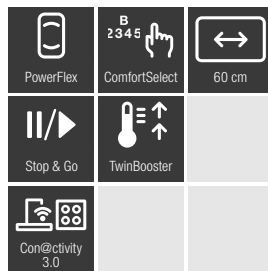 B
2345
PowerFlex
ComfortSelect
60 cm
Stop & Go
TwinBooster
Con@ctivity
3.0